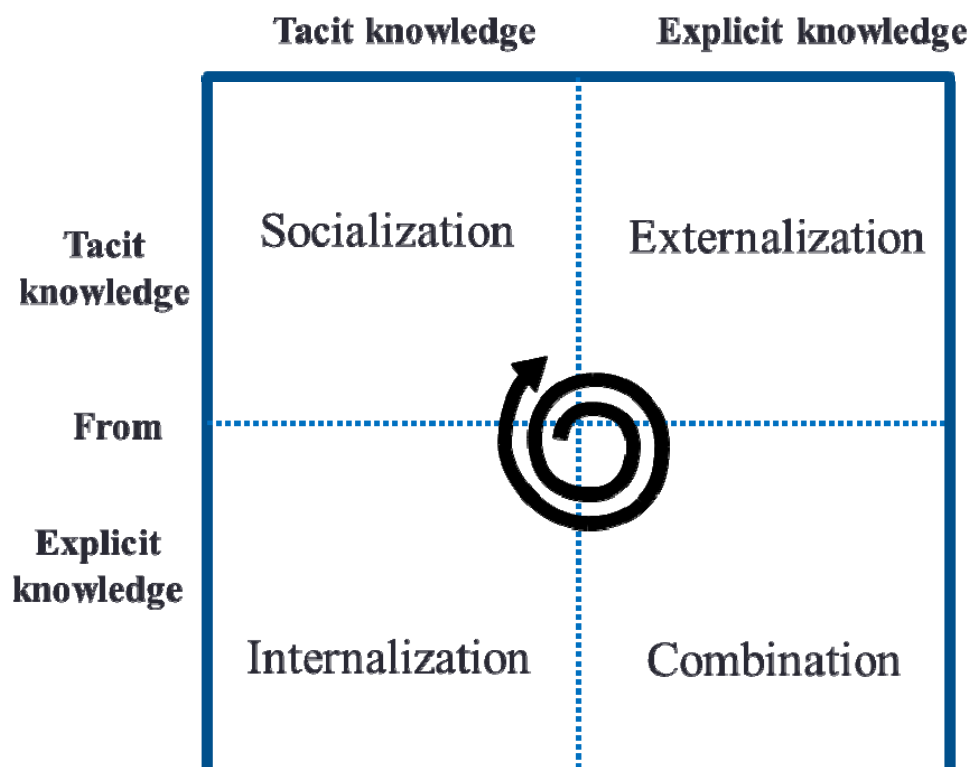 Tacit knowledge
Explicit knowledge
Socialization
Externalization
Tacit
knowledge
From
Explicit
knowledge
Internalization
Combination